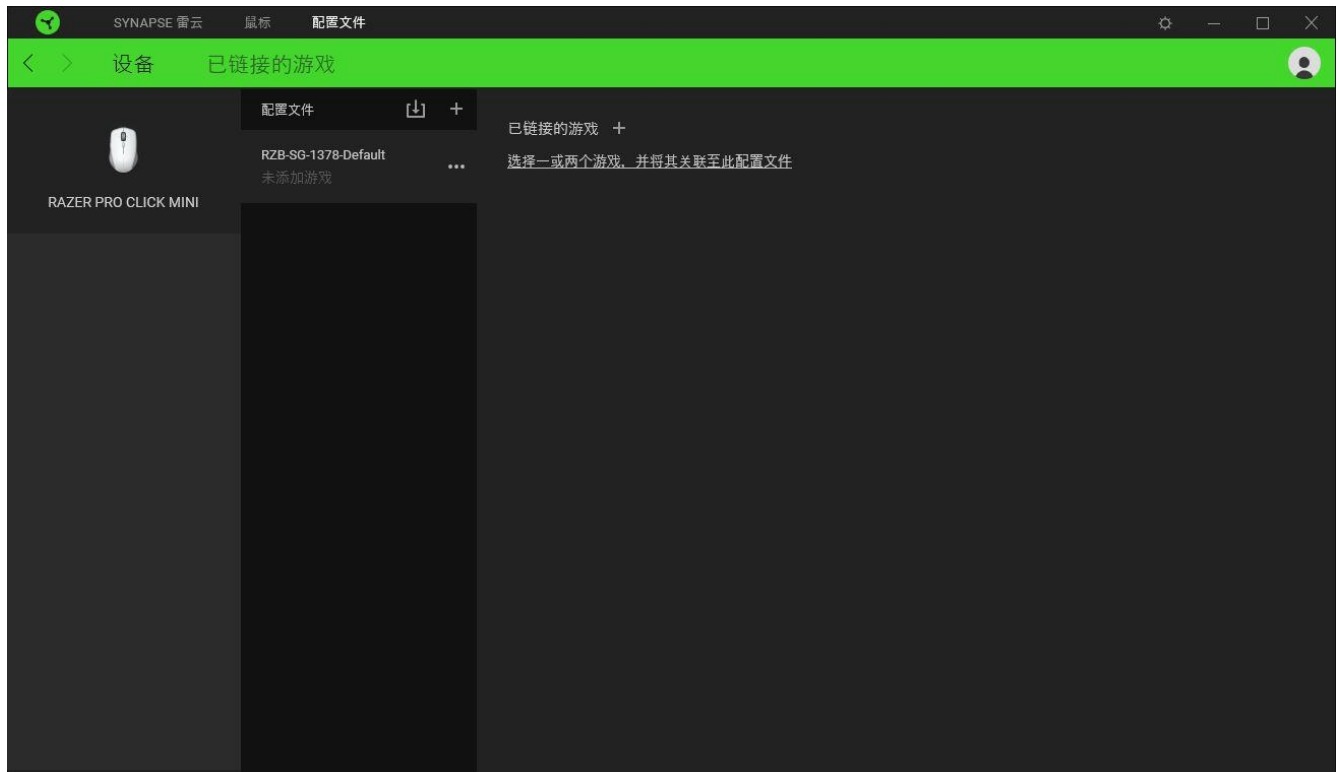 SYNAPSE 雷云 鼠标 配置文件
设备 已链接的游戏
RAZER PRO CLICK MINI
配置文件
RZB-SG-1378-Default
未添加游戏
已链接的游戏
选择一或两个游戏，并将其关联至此配置文件